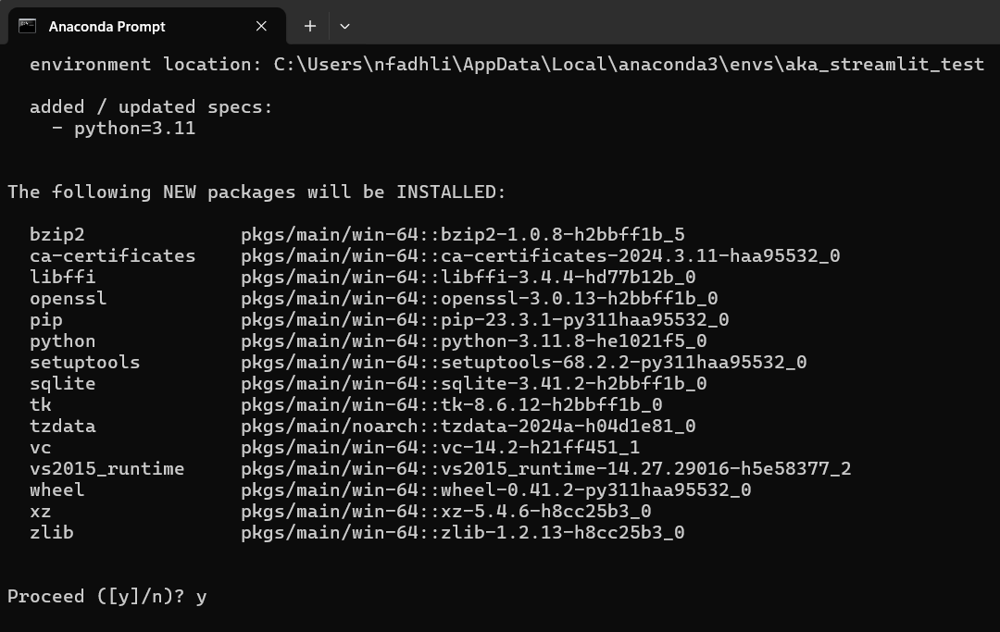 Anaconda Prompt
environment location: C:\Users\nfadhli\AppData\Local\anaconda3\envs\aka_streamlit_test
added / updated specs:
- python=3.11
The following NEW packages will be INSTALLED:
bzip2 pkgs/main/win-64::bzip2-1.0.8-h2bbff1b_5
ca-certificates pkgs/main/win-64::ca-certificates-2024.3.11-haa95532_0
libffi pkgs/main/win-64::libffi-3.4.4-hd77b12b_0
openssl pkgs/main/win-64::openssl-3.0.13-h2bbff1b_0
pip pkgs/main/win-64::pip-23.3.1-py311haa95532_0
python pkgs/main/win-64::python-3.11.8-he1021f5_0
setuptools pkgs/main/win-64::setuptools-68.2.2-py311haa95532_0
sqlite pkgs/main/win-64::sqlite-3.41.2-h2bbff1b_0
tk pkgs/main/win-64::tk-8.6.12-h2bbff1b_0
tzdata pkgs/main/noarch::tzdata-2024a-h04d1e81_0
vc pkgs/main/win-64::vc-14.2-h21ff451_1
vs2015_runtime pkgs/main/win-64::vs2015_runtime-14.27.29016-h5e58377_2
wheel pkgs/main/win-64::wheel-0.41.2-py311haa95532_0
xz pkgs/main/win-64::xz-5.4.6-h8cc25b3_0
zlib pkgs/main/win-64::zlib-1.2.13-h8cc25b3_0
Proceed ([y]/n)? y